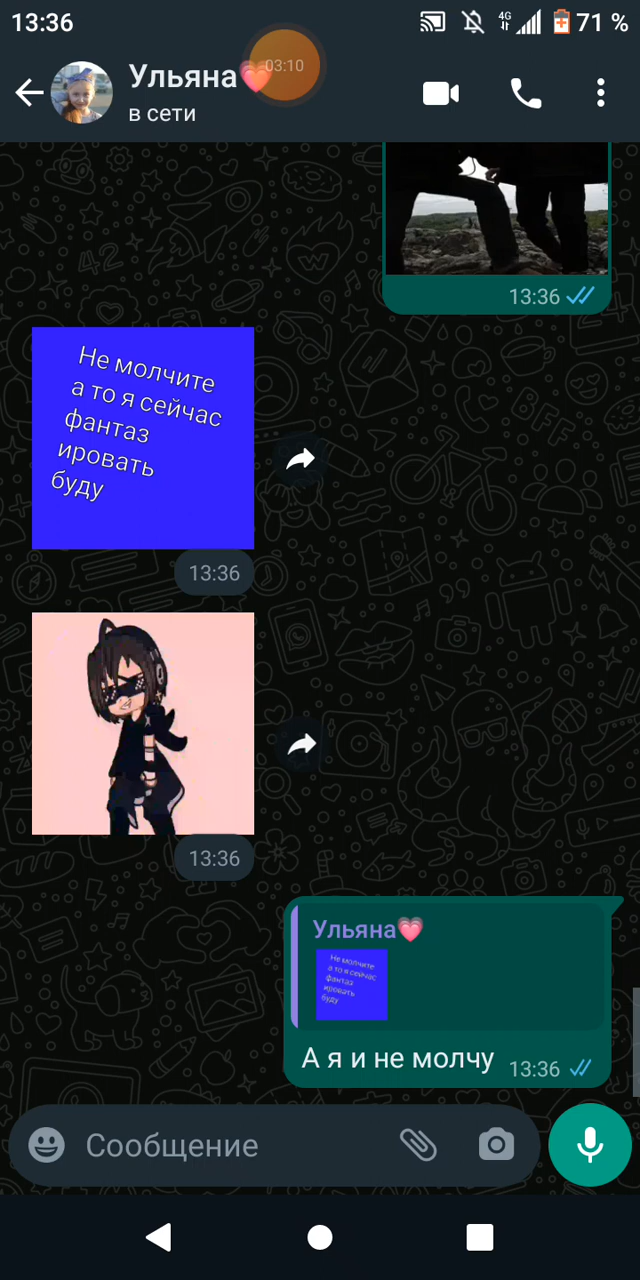 13:36
4G
71 %
Ульяна💗
03:10
в сети
13:36
Не молчите
а то я сейчас
фантаз
ировать
буду
13:36
13:36
Ульяна💗
Не молчите
а то я сейчас
фантаз
ировать
буду
А я и не молчу
13:36
Сообщение